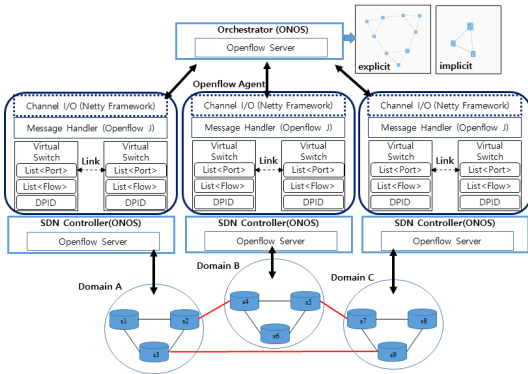 Orchestrator (ONOS)
Openflow Server
explicit
implicit
Openflow Agent
Channel I/O (Netty Framework)
Message Handler (Openflow J)
Virtual Switch
List<Port>
List<Flow>
DPID
Link
Virtual Switch
List<Port>
List<Flow>
DPID
Channel I/O (Netty Framework)
Message Handler (Openflow J)
Virtual Switch
List<Port>
List<Flow>
DPID
Link
Virtual Switch
List<Port>
List<Flow>
DPID
Channel I/O (Netty Framework)
Message Handler (Openflow J)
Virtual Switch
List<Port>
List<Flow>
DPID
Link
Virtual Switch
List<Port>
List<Flow>
DPID
SDN Controller(ONOS)
Openflow Server
SDN Controller(ONOS)
Openflow Server
SDN Controller(ONOS)
Openflow Server
Domain A
s1
s2
s3
Domain B
s4
s5
s6
Domain C
s7
s8
s9